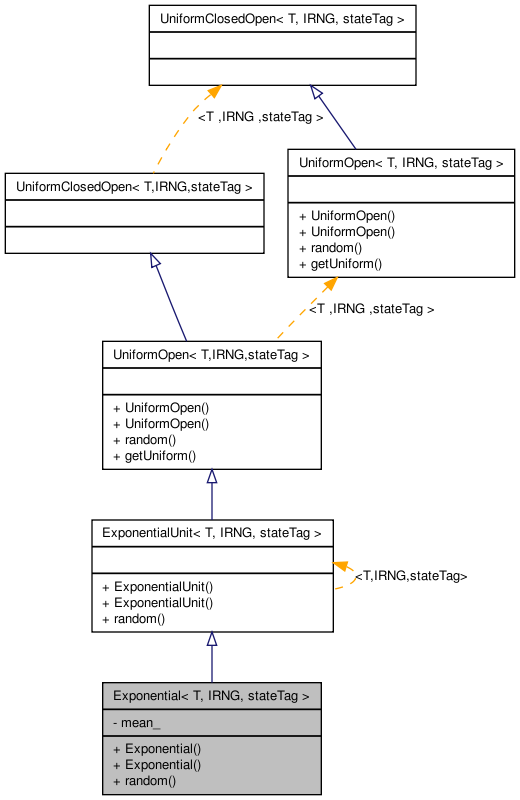 UniformClosedOpen< T, IRNG, stateTag >
<T ,IRNG ,stateTag >
UniformClosedOpen< T,IRNG,stateTag >
UniformOpen< T, IRNG, stateTag >
+ UniformOpen()
+ UniformOpen()
+ random()
+ getUniform()
<T ,IRNG ,stateTag >
UniformOpen< T,IRNG,stateTag >
+ UniformOpen()
+ UniformOpen()
+ random()
+ getUniform()
ExponentialUnit< T, IRNG, stateTag >
+ ExponentialUnit()
+ ExponentialUnit()
+ random()
<T,IRNG,stateTag>
Exponential< T, IRNG, stateTag >
- mean_
+ Exponential()
+ Exponential()
+ random()